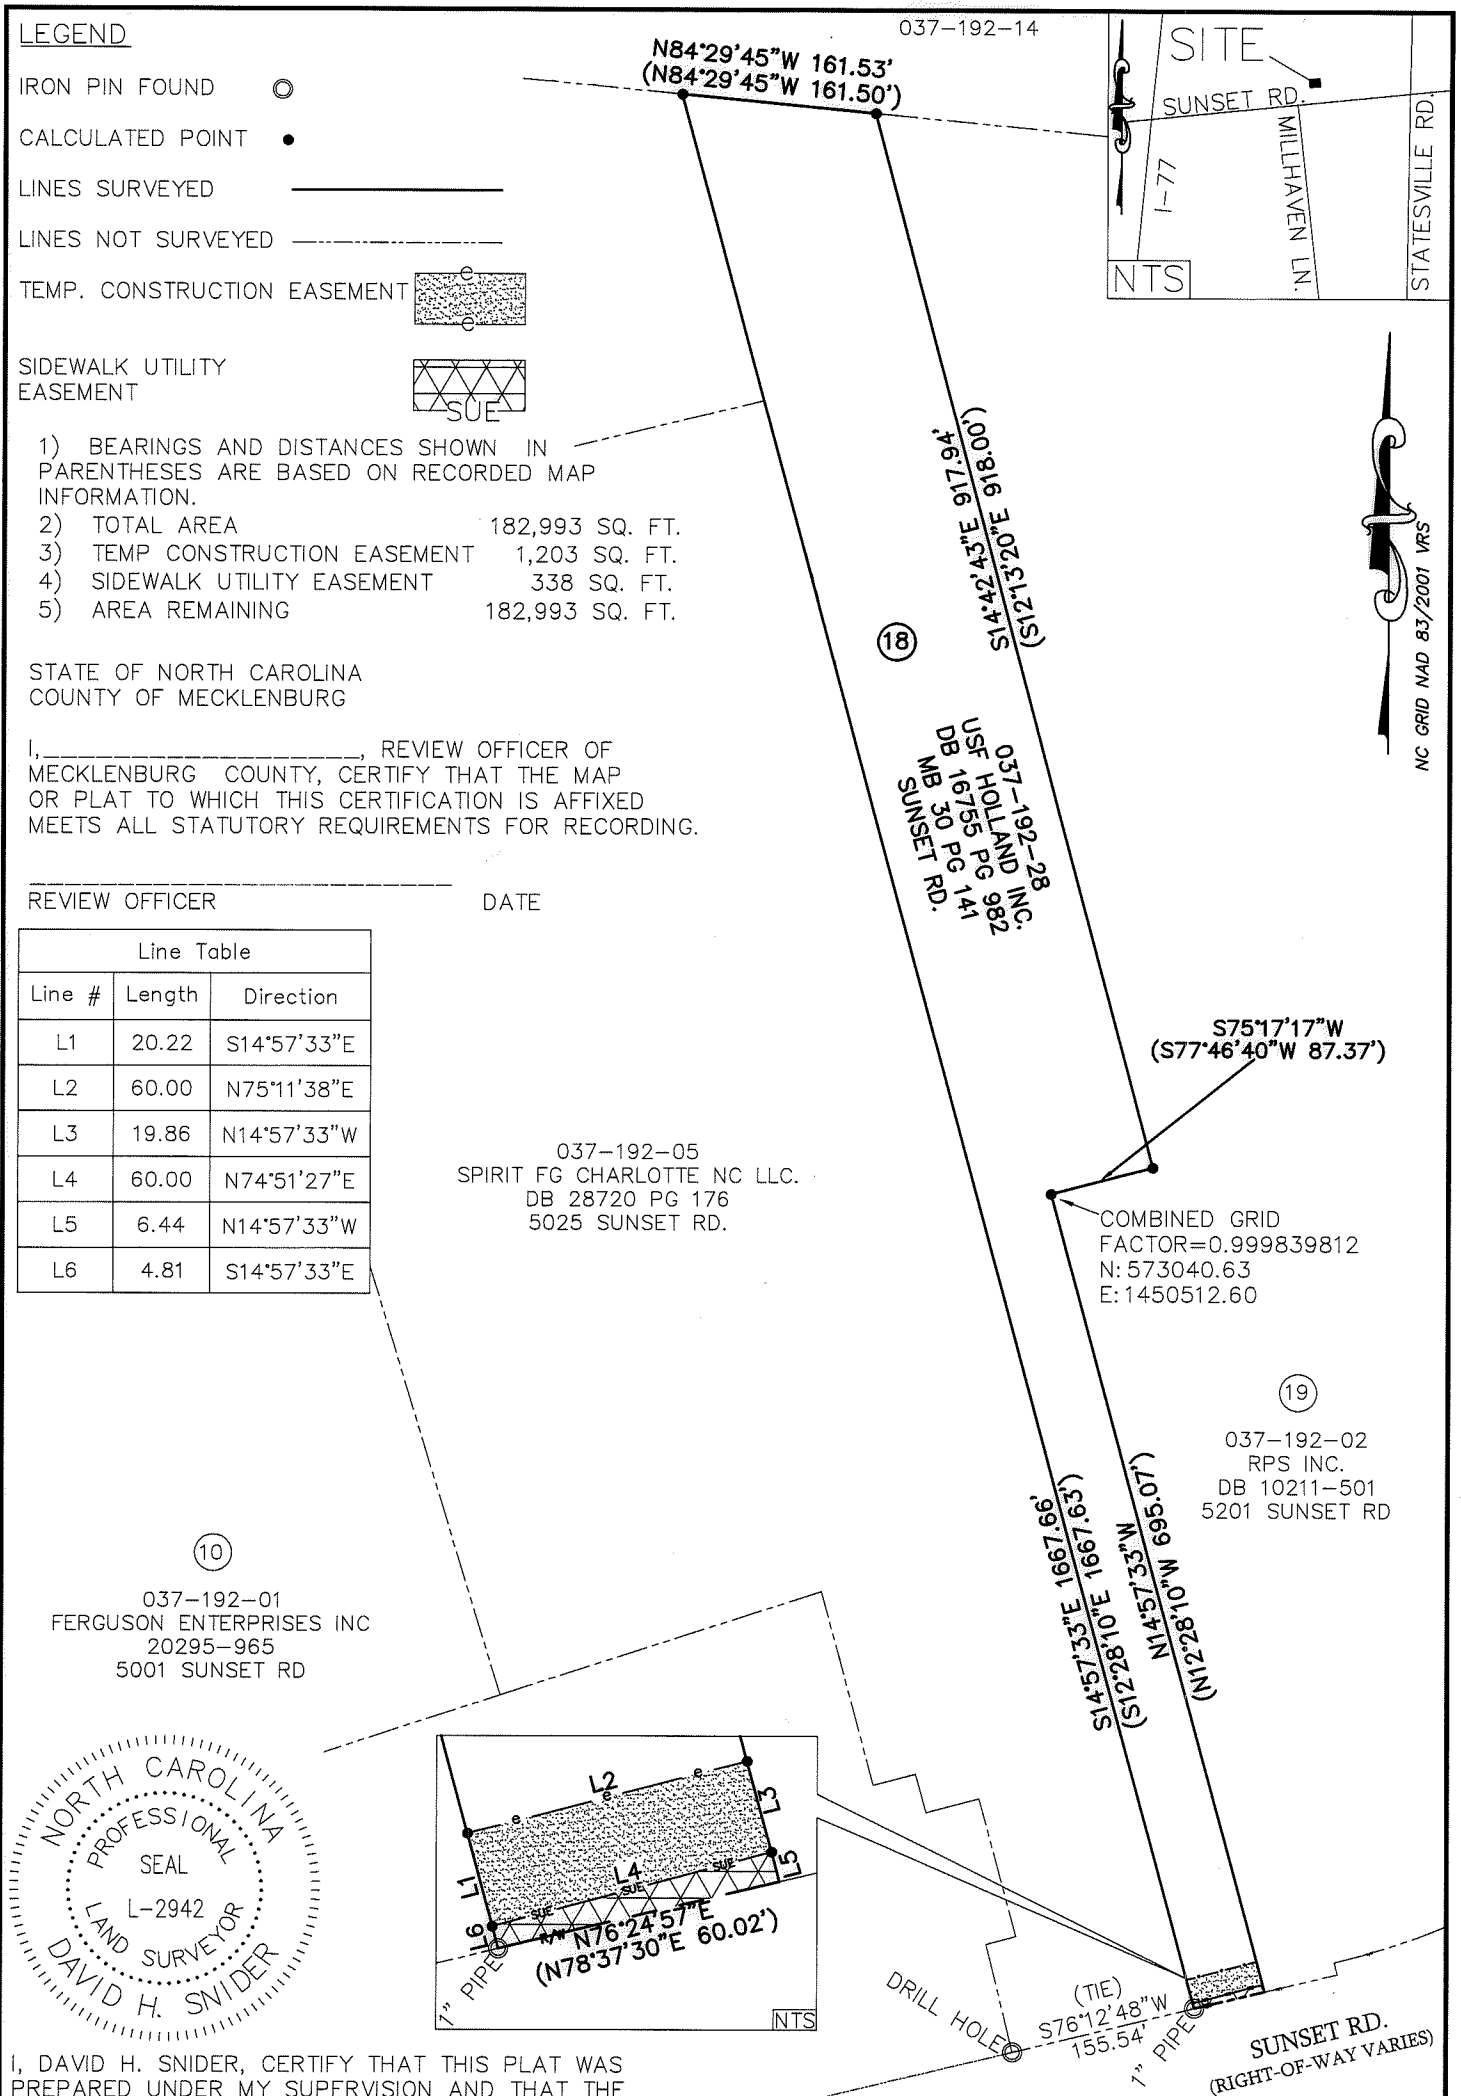 LEGEND
IRON PIN FOUND
CALCULATED POINT
LINES SURVEYED
LINES NOT SURVEYED
TEMP. CONSTRUCTION EASEMENT
e
e
SIDEWALK UTILITY
EASEMENT
SUE
1) BEARINGS AND DISTANCES SHOWN IN
PARENTHESES ARE BASED ON RECORDED MAP
INFORMATION.
2) TOTAL AREA 182,993 SQ. FT.
3) TEMP CONSTRUCTION EASEMENT 1,203 SQ. FT.
4) SIDEWALK UTILITY EASEMENT 338 SQ. FT.
5) AREA REMAINING 182,993 SQ. FT.
STATE OF NORTH CAROLINA
COUNTY OF MECKLENBURG
I,______________________, REVIEW OFFICER OF
MECKLENBURG COUNTY, CERTIFY THAT THE MAP
OR PLAT TO WHICH THIS CERTIFICATION IS AFFIXED
MEETS ALL STATUTORY REQUIREMENTS FOR RECORDING.
REVIEW OFFICER DATE
Line Table
Line # Length Direction
L1 20.22 S14°57'33"E
L2 60.00 N75°11'38"E
L3 19.86 N14°57'33"W
L4 60.00 N74°51'27"E
L5 6.44 N14°57'33"W
L6 4.81 S14°57'33"E
037-192-14
N84°29'45"W 161.53'
(N84°29'45"W 161.50')
SITE
SUNSET RD.
I-77
MILLHAVEN LN.
STATESVILLE RD.
NTS
NC GRID NAD 83/2001 VRS
S14°42'43"E 917.94'
(S12°13'20"E 918.00')
18
037-192-28
USF HOLLAND INC.
DB 16755 PG 982
MB 30 PG 141
SUNSET RD.
S75°17'17"W
(S77°46'40"W 87.37')
COMBINED GRID
FACTOR=0.999839812
N: 573040.63
E: 1450512.60
037-192-05
SPIRIT FG CHARLOTTE NC LLC.
DB 28720 PG 176
5025 SUNSET RD.
19
037-192-02
RPS INC.
DB 10211-501
5201 SUNSET RD
S14°57'33"E 1667.66'
(S12°28'10"E 1667.63')
N14°57'33"W
(N12°28'10"W 695.07')
10
037-192-01
FERGUSON ENTERPRISES INC
20295-965
5001 SUNSET RD
NORTH CAROLINA
PROFESSIONAL
SEAL
L-2942
LAND SURVEYOR
DAVID H. SNIDER
L2
e
e
e
L3
L1
L4
L5
L6
SUE
SUE
SUE
R/W N76°24'57"E
(N78°37'30"E 60.02')
1" PIPE
NTS
DRILL HOLE
(TIE)
S76°12'48"W
155.54'
1" PIPE
SUNSET RD.
(RIGHT-OF-WAY VARIES)
I, DAVID H. SNIDER, CERTIFY THAT THIS PLAT WAS
PREPARED UNDER MY SUPERVISION AND THAT THE